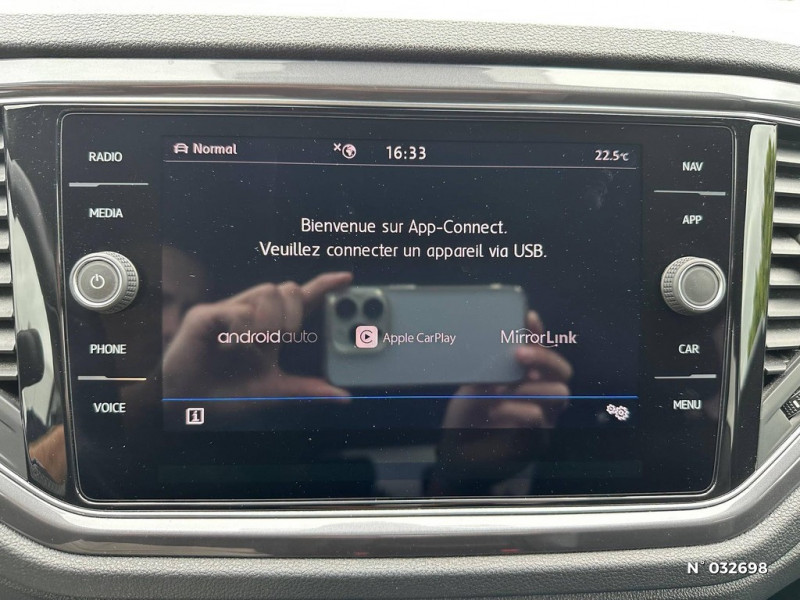 RADIO
MEDIA
PHONE
VOICE
Normal
16:33
22.5°C
Bienvenue sur App-Connect.
Veuillez connecter un appareil via USB.
androidauto
Apple CarPlay
MirrorLink
i
NAV
APP
CAR
MENU
N° 032698